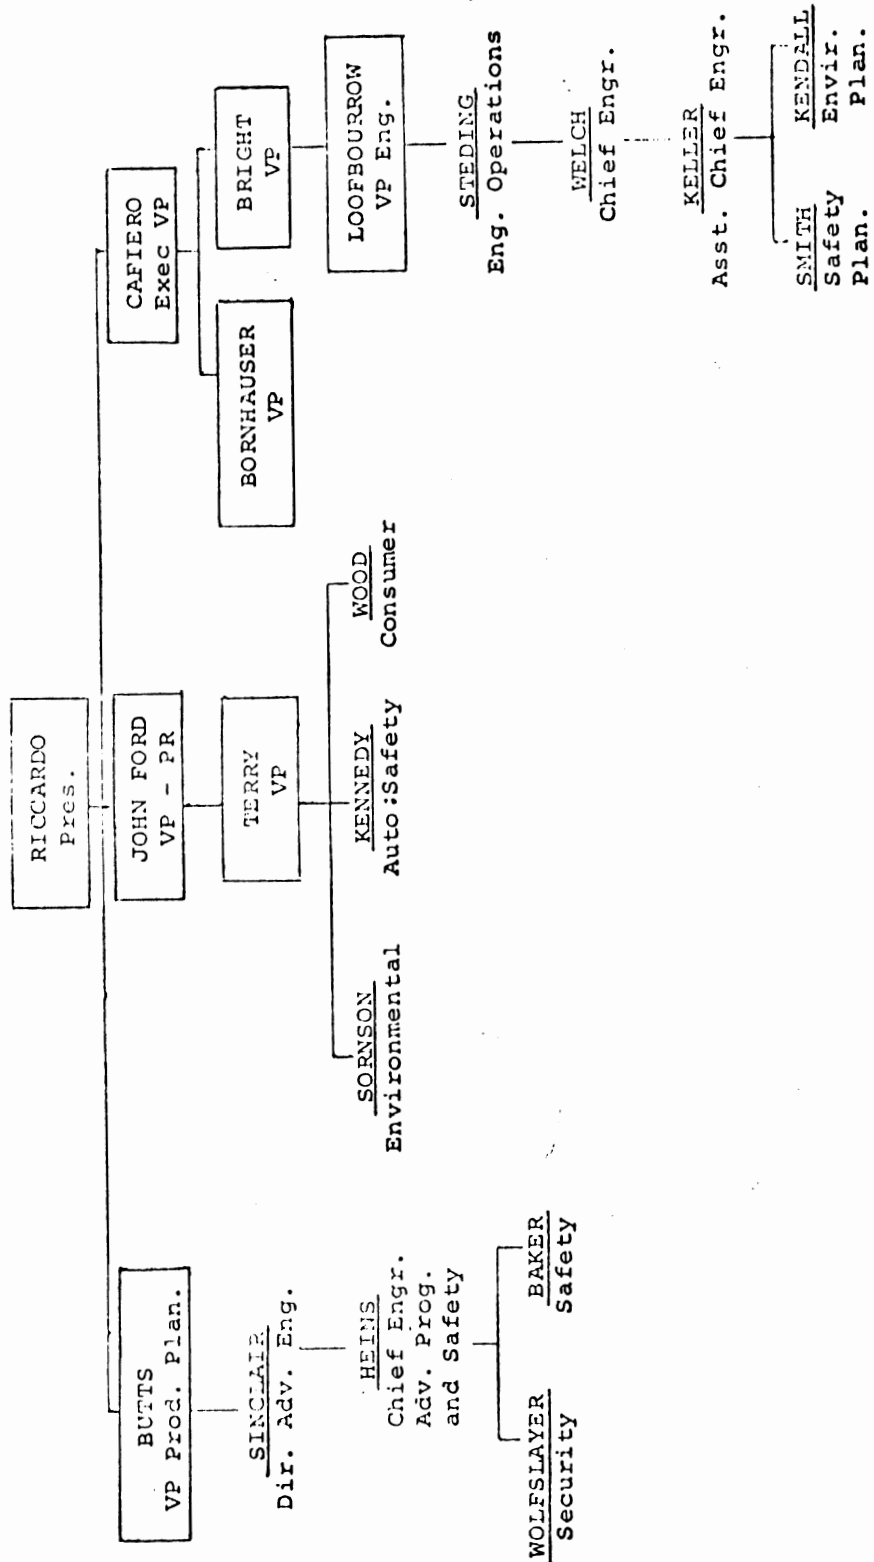 RICCARDO
Pres.
BUTTS
VP Prod. Plan.
JOHN FORD
VP - PR
CAFIERO
Exec VP
SINCLAIR
Dir. Adv. Eng.
TERRY
VP
BORNHAUSER
VP
BRIGHT
VP
HEINS
Chief Engr.
Adv. Prog.
and Safety
SORNSON
Environmental
KENNEDY
Auto:Safety
WOOD
Consumer
LOOFBOURROW
VP Eng.
WOLFSLAYER
Security
BAKER
Safety
STEDING
Eng. Operations
WELCH
Chief Engr.
KELLER
Asst. Chief Engr.
SMITH
Safety
Plan.
KENDALL
Envir.
Plan.